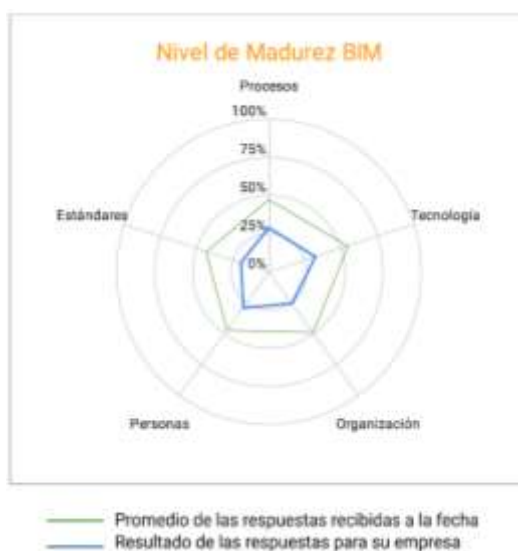 Nivel de Madurez BIM
Procesos
100%
75%
50%
25%
0%
Estándares
Tecnología
Personas
Organización
Promedio de las respuestas recibidas a la fecha
Resultado de las respuestas para su empresa